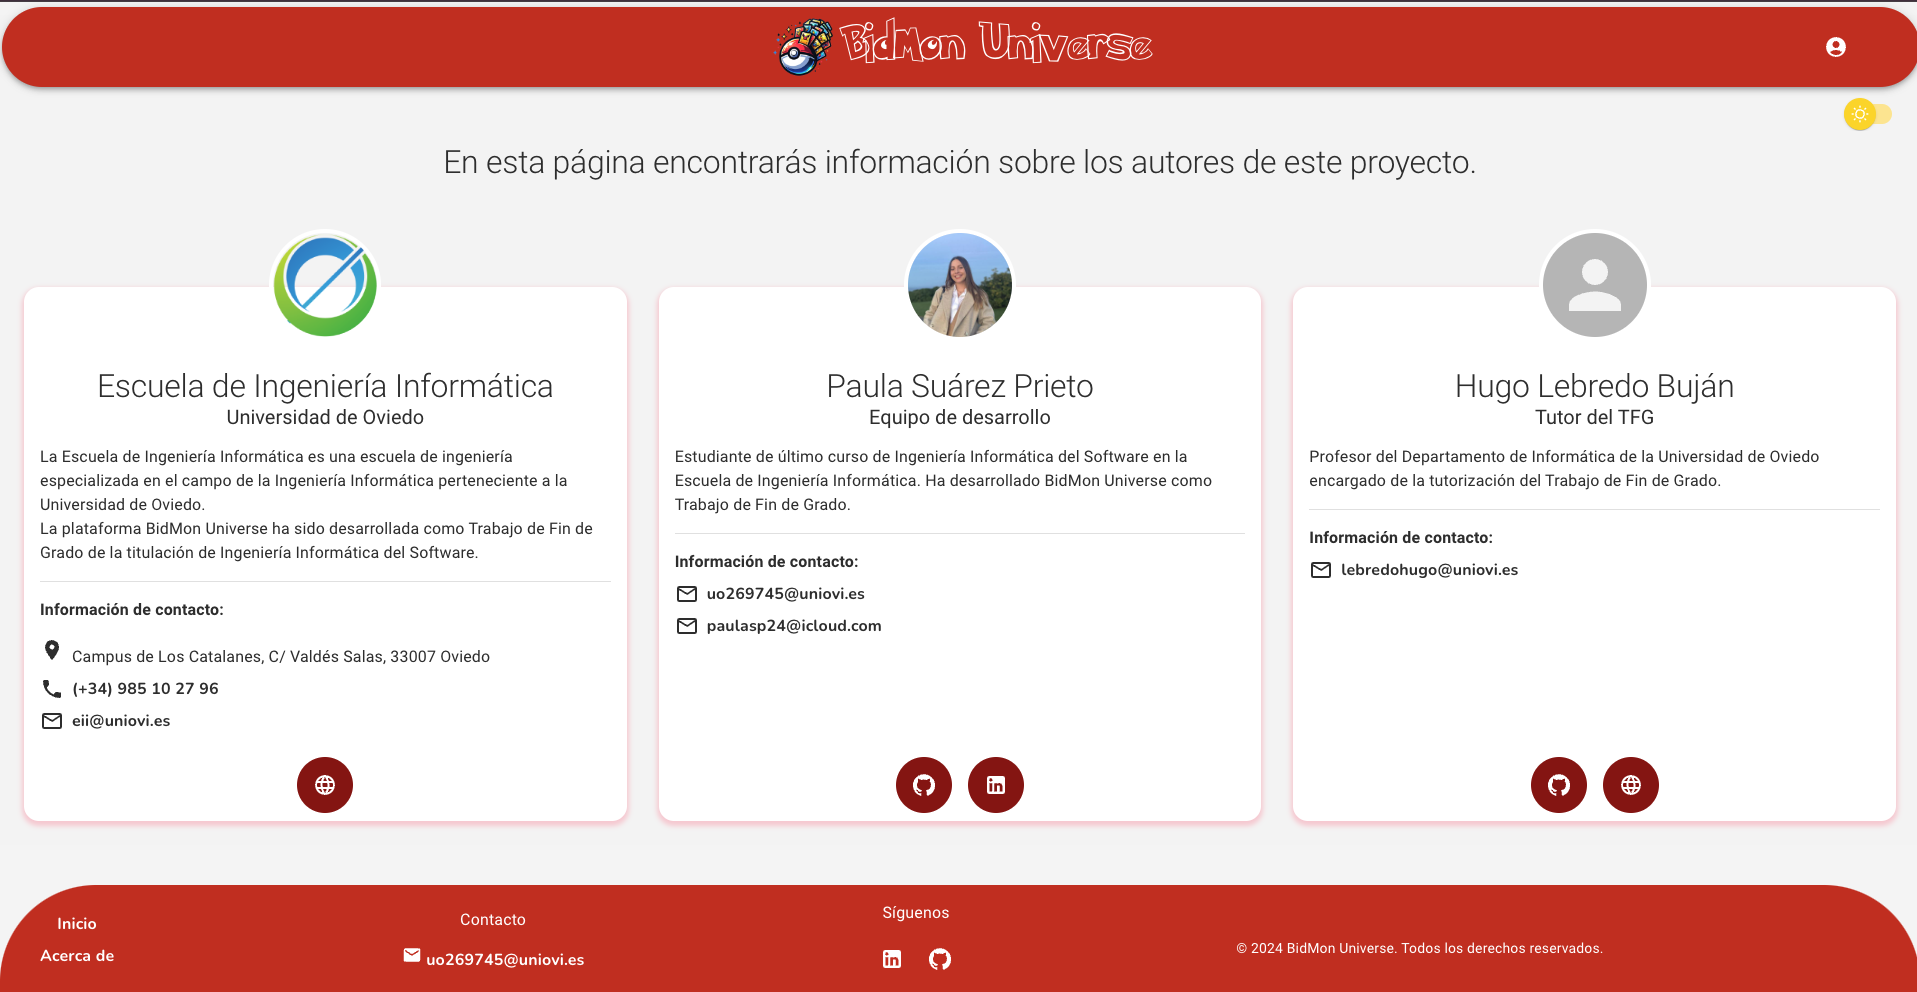 BidMon Universe
En esta página encontrarás información sobre los autores de este proyecto.
Escuela de Ingeniería Informática
Universidad de Oviedo
La Escuela de Ingeniería Informática es una escuela de ingeniería
especializada en el campo de la Ingeniería Informática perteneciente a la
Universidad de Oviedo.
La plataforma BidMon Universe ha sido desarrollada como Trabajo de Fin de
Grado de la titulación de Ingeniería Informática del Software.
Información de contacto:
Campus de Los Catalanes, C/ Valdés Salas, 33007 Oviedo
(+34) 985 10 27 96
eii@uniovi.es
Paula Suárez Prieto
Equipo de desarrollo
Estudiante de último curso de Ingeniería Informática del Software en la
Escuela de Ingeniería Informática. Ha desarrollado BidMon Universe como
Trabajo de Fin de Grado.
Información de contacto:
uo269745@uniovi.es
paulasp24@icloud.com
Hugo Lebredo Buján
Tutor del TFG
Profesor del Departamento de Informática de la Universidad de Oviedo
encargado de la tutorización del Trabajo de Fin de Grado.
Información de contacto:
lebredohugo@uniovi.es
Inicio
Acerca de
Contacto
uo269745@uniovi.es
Síguenos
© 2024 BidMon Universe. Todos los derechos reservados.